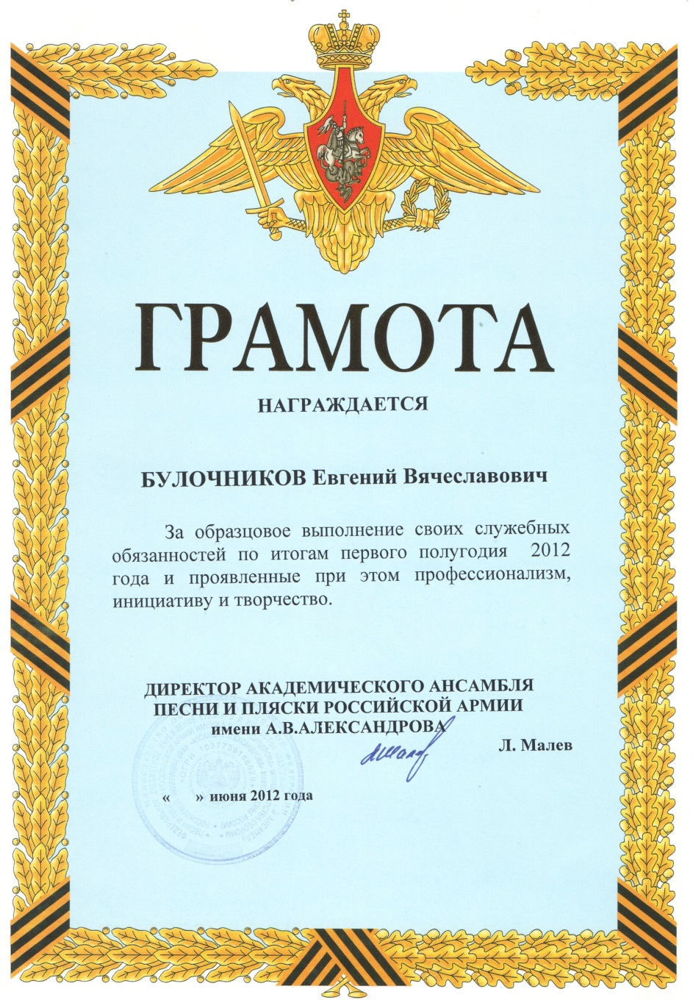 ГРАМОТА
НАГРАЖДАЕТСЯ
БУЛОЧНИКОВ Евгений Вячеславович
За образцовое выполнение своих служебных
обязанностей по итогам первого полугодия 2012
года и проявленные при этом профессионализм,
инициативу и творчество.
ДИРЕКТОР АКАДЕМИЧЕСКОГО АНСАМБЛЯ
ПЕСНИ И ПЛЯСКИ РОССИЙСКОЙ АРМИИ
имени А.В.АЛЕКСАНДРОВА
Л. Малев
« » июня 2012 года